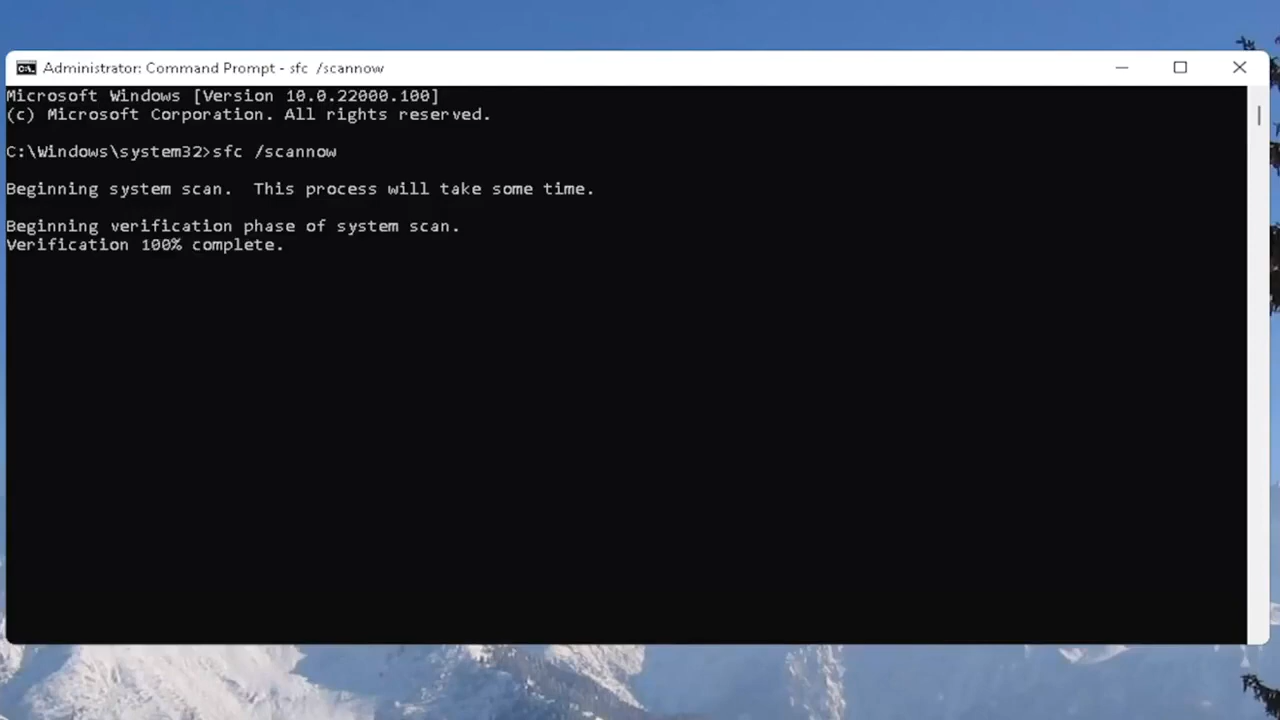 Administrator: Command Prompt - sfc  /scannow
Microsoft Windows [Version 10.0.22000.100]
(c) Microsoft Corporation. All rights reserved.
C:\Windows\system32>sfc /scannow
Beginning system scan.  This process will take some time.
Beginning verification phase of system scan.
Verification 100% complete.